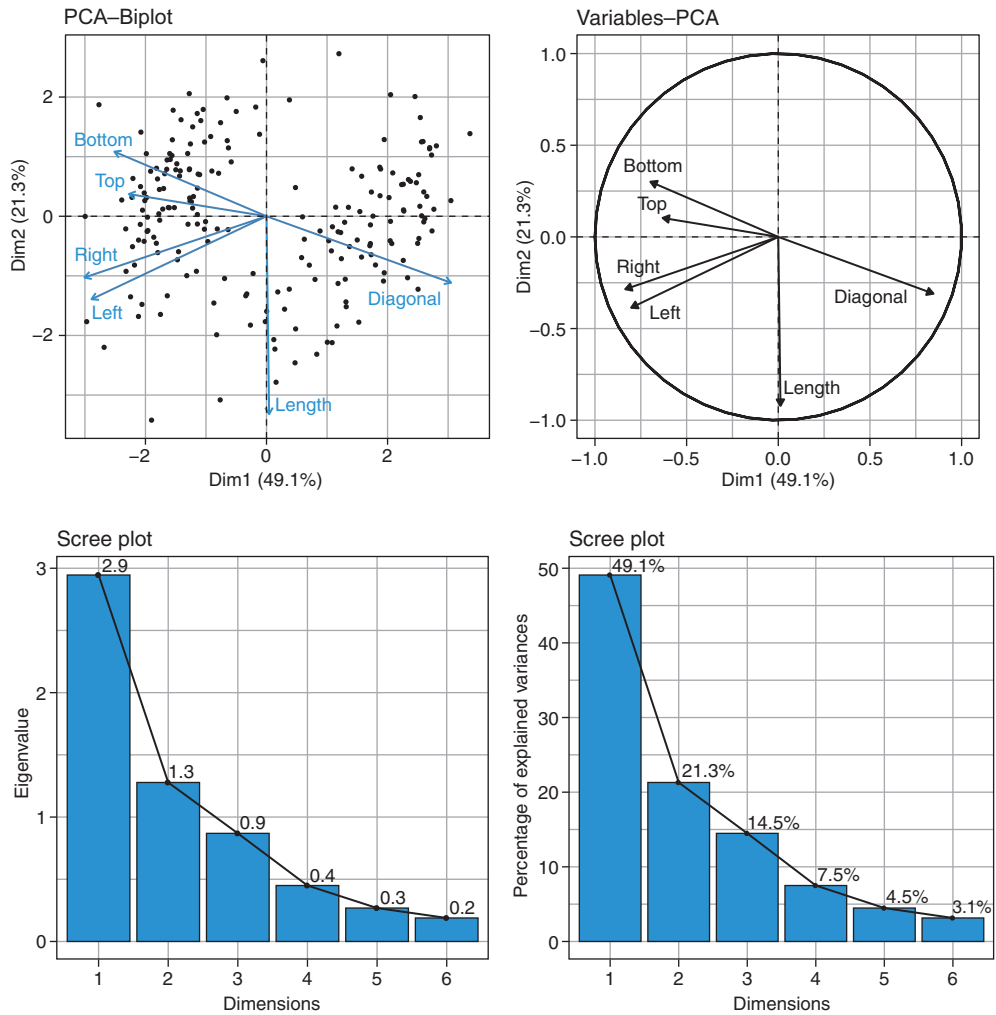 PCA–Biplot
2
0
−2
Dim2 (21.3%)
Bottom
Top
Right
Left
Diagonal
Length
−2
0
2
Dim1 (49.1%)
Variables–PCA
1.0
0.5
0.0
−0.5
−1.0
Dim2 (21.3%)
Bottom
Top
Right
Left
Diagonal
Length
−1.0
−0.5
0.0
0.5
1.0
Dim1 (49.1%)
Scree plot
3
2
1
0
Eigenvalue
2.9
1.3
0.9
0.4
0.3
0.2
1
2
3
4
5
6
Dimensions
Scree plot
50
40
30
20
10
0
Percentage of explained variances
49.1%
21.3%
14.5%
7.5%
4.5%
3.1%
1
2
3
4
5
6
Dimensions